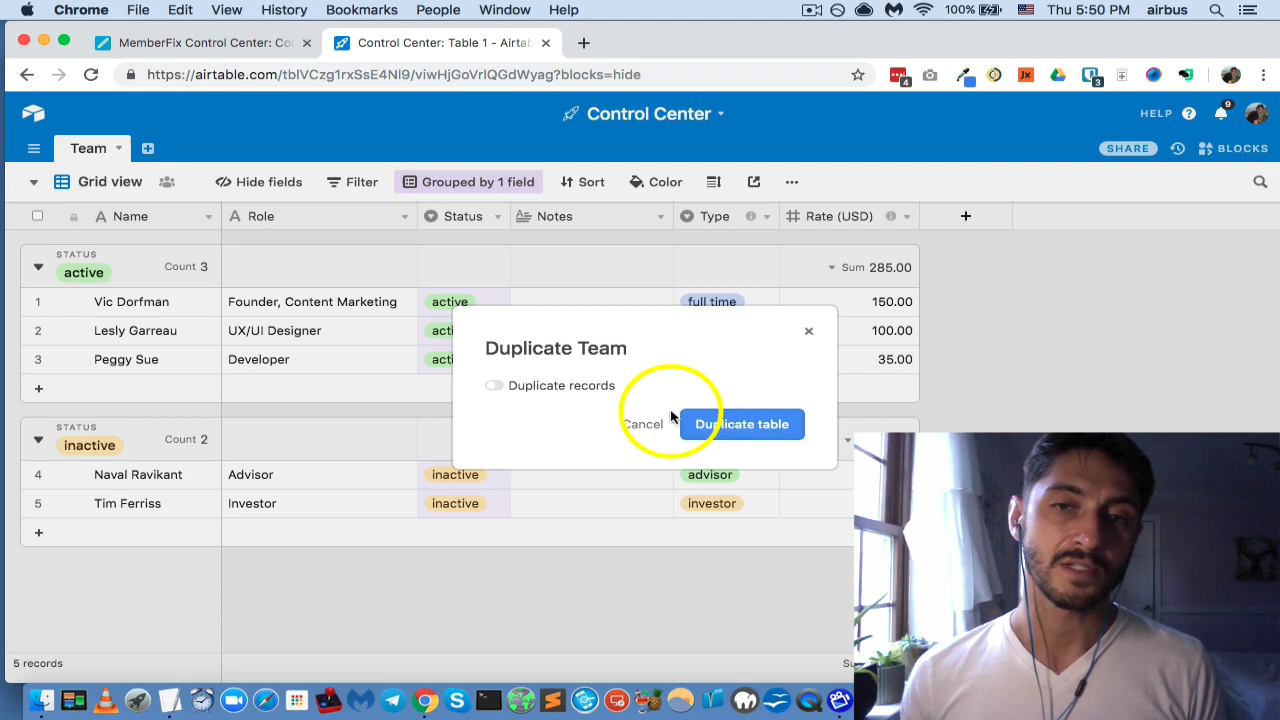 Chrome File Edit View History Bookmarks People Window Help 100% Thu 5:50 PM airbus
MemberFix Control Center: Co × Control Center: Table 1 - Airta ×
https://airtable.com/tblVCzg1rxSsE4Nl9/viwHjGoVrlQGdWyag?blocks=hide 4 3
Control Center HELP 9
Team SHARE BLOCKS
Grid view Hide fields Filter Grouped by 1 field Sort Color
Name Role Status Notes Type Rate (USD)
STATUS
active Count 3 Sum 285.00
1 Vic Dorfman Founder, Content Marketing active full time 150.00
2 Lesly Garreau UX/UI Designer 100.00
3 Peggy Sue Developer 35.00
Duplicate Team
Duplicate records
Cancel Duplicate table
STATUS
inactive Count 2
4 Naval Ravikant Advisor inactive advisor
5 Tim Ferriss Investor inactive investor
5 records